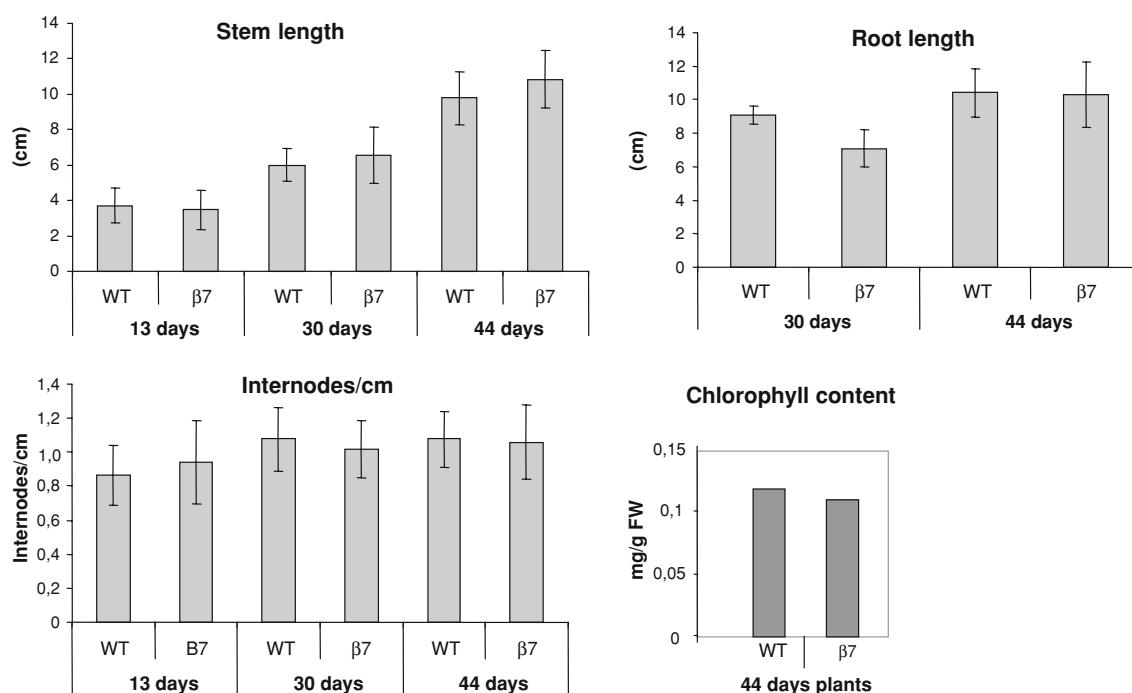 Stem length
14
12
10
8
6
4
2
0
(cm)
WT β7 WT β7 WT β7
13 days 30 days 44 days
Root length
14
12
10
8
6
4
2
0
(cm)
WT β7 WT β7
30 days 44 days
Internodes/cm
1,4
1,2
1,0
0,8
0,6
0,4
0,2
0
Internodes/cm
WT B7 WT β7 WT β7
13 days 30 days 44 days
Chlorophyll content
0,15
0,1
0,05
0
mg/g FW
WT β7
44 days plants